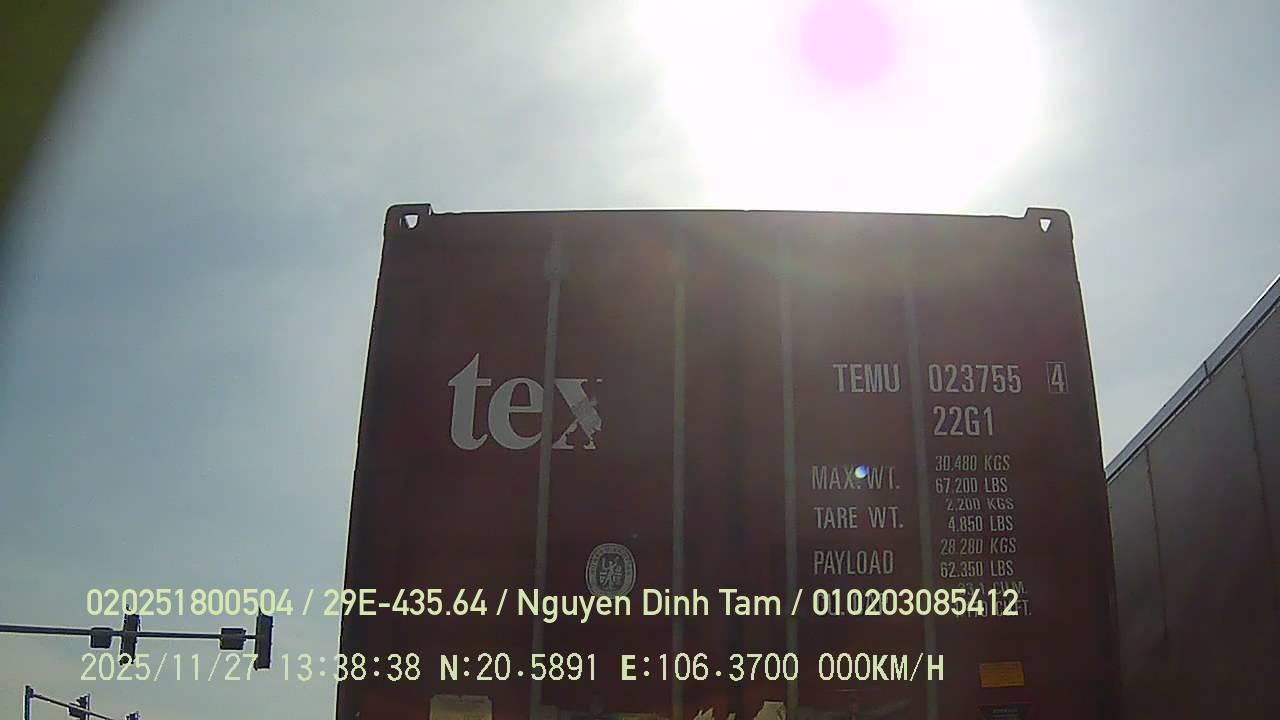 tex
TEMU 023755 4
22G1
MAX. WT. 30.480 KGS
67.200 LBS
TARE WT. 2.200 KGS
4.850 LBS
PAYLOAD 28.280 KGS
62.350 LBS
020251800504 / 29E-435.64 / Nguyen Dinh Tam / 010203085412
2025/11/27 13:38:38 N:20.5891 E:106.3700 000KM/H